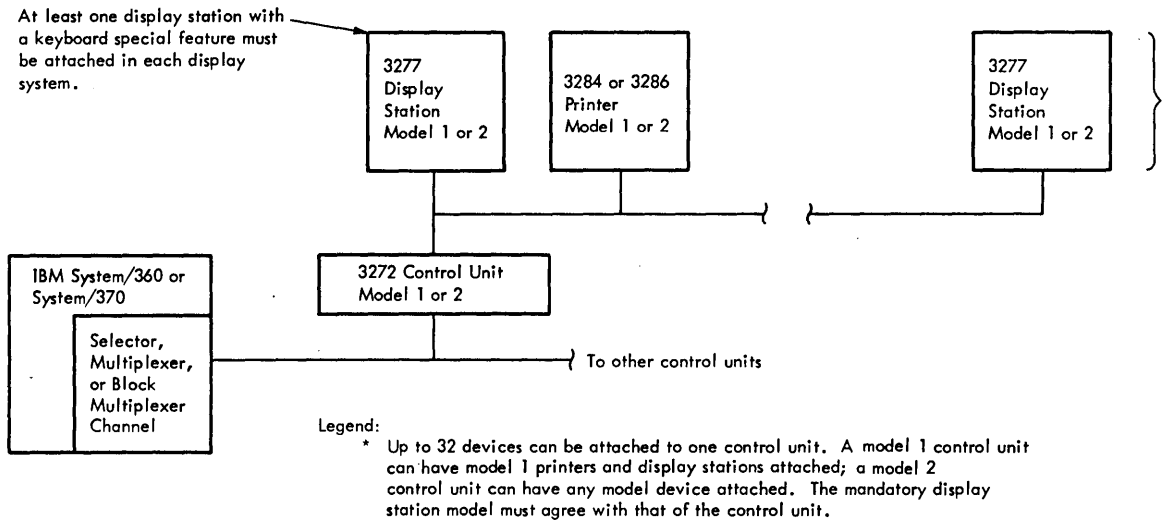 At least one display station with
a keyboard special feature must
be attached in each display
system.
3277
Display
Station
Model 1 or 2
3284 or 3286
Printer
Model 1 or 2
3277
Display
Station
Model 1 or 2
IBM System/360 or
System/370
Selector,
Multiplexer,
or Block
Multiplexer
Channel
3272 Control Unit
Model 1 or 2
To other control units
Legend:
* Up to 32 devices can be attached to one control unit. A model 1 control unit
can have model 1 printers and display stations attached; a model 2
control unit can have any model device attached. The mandatory display
station model must agree with that of the control unit.